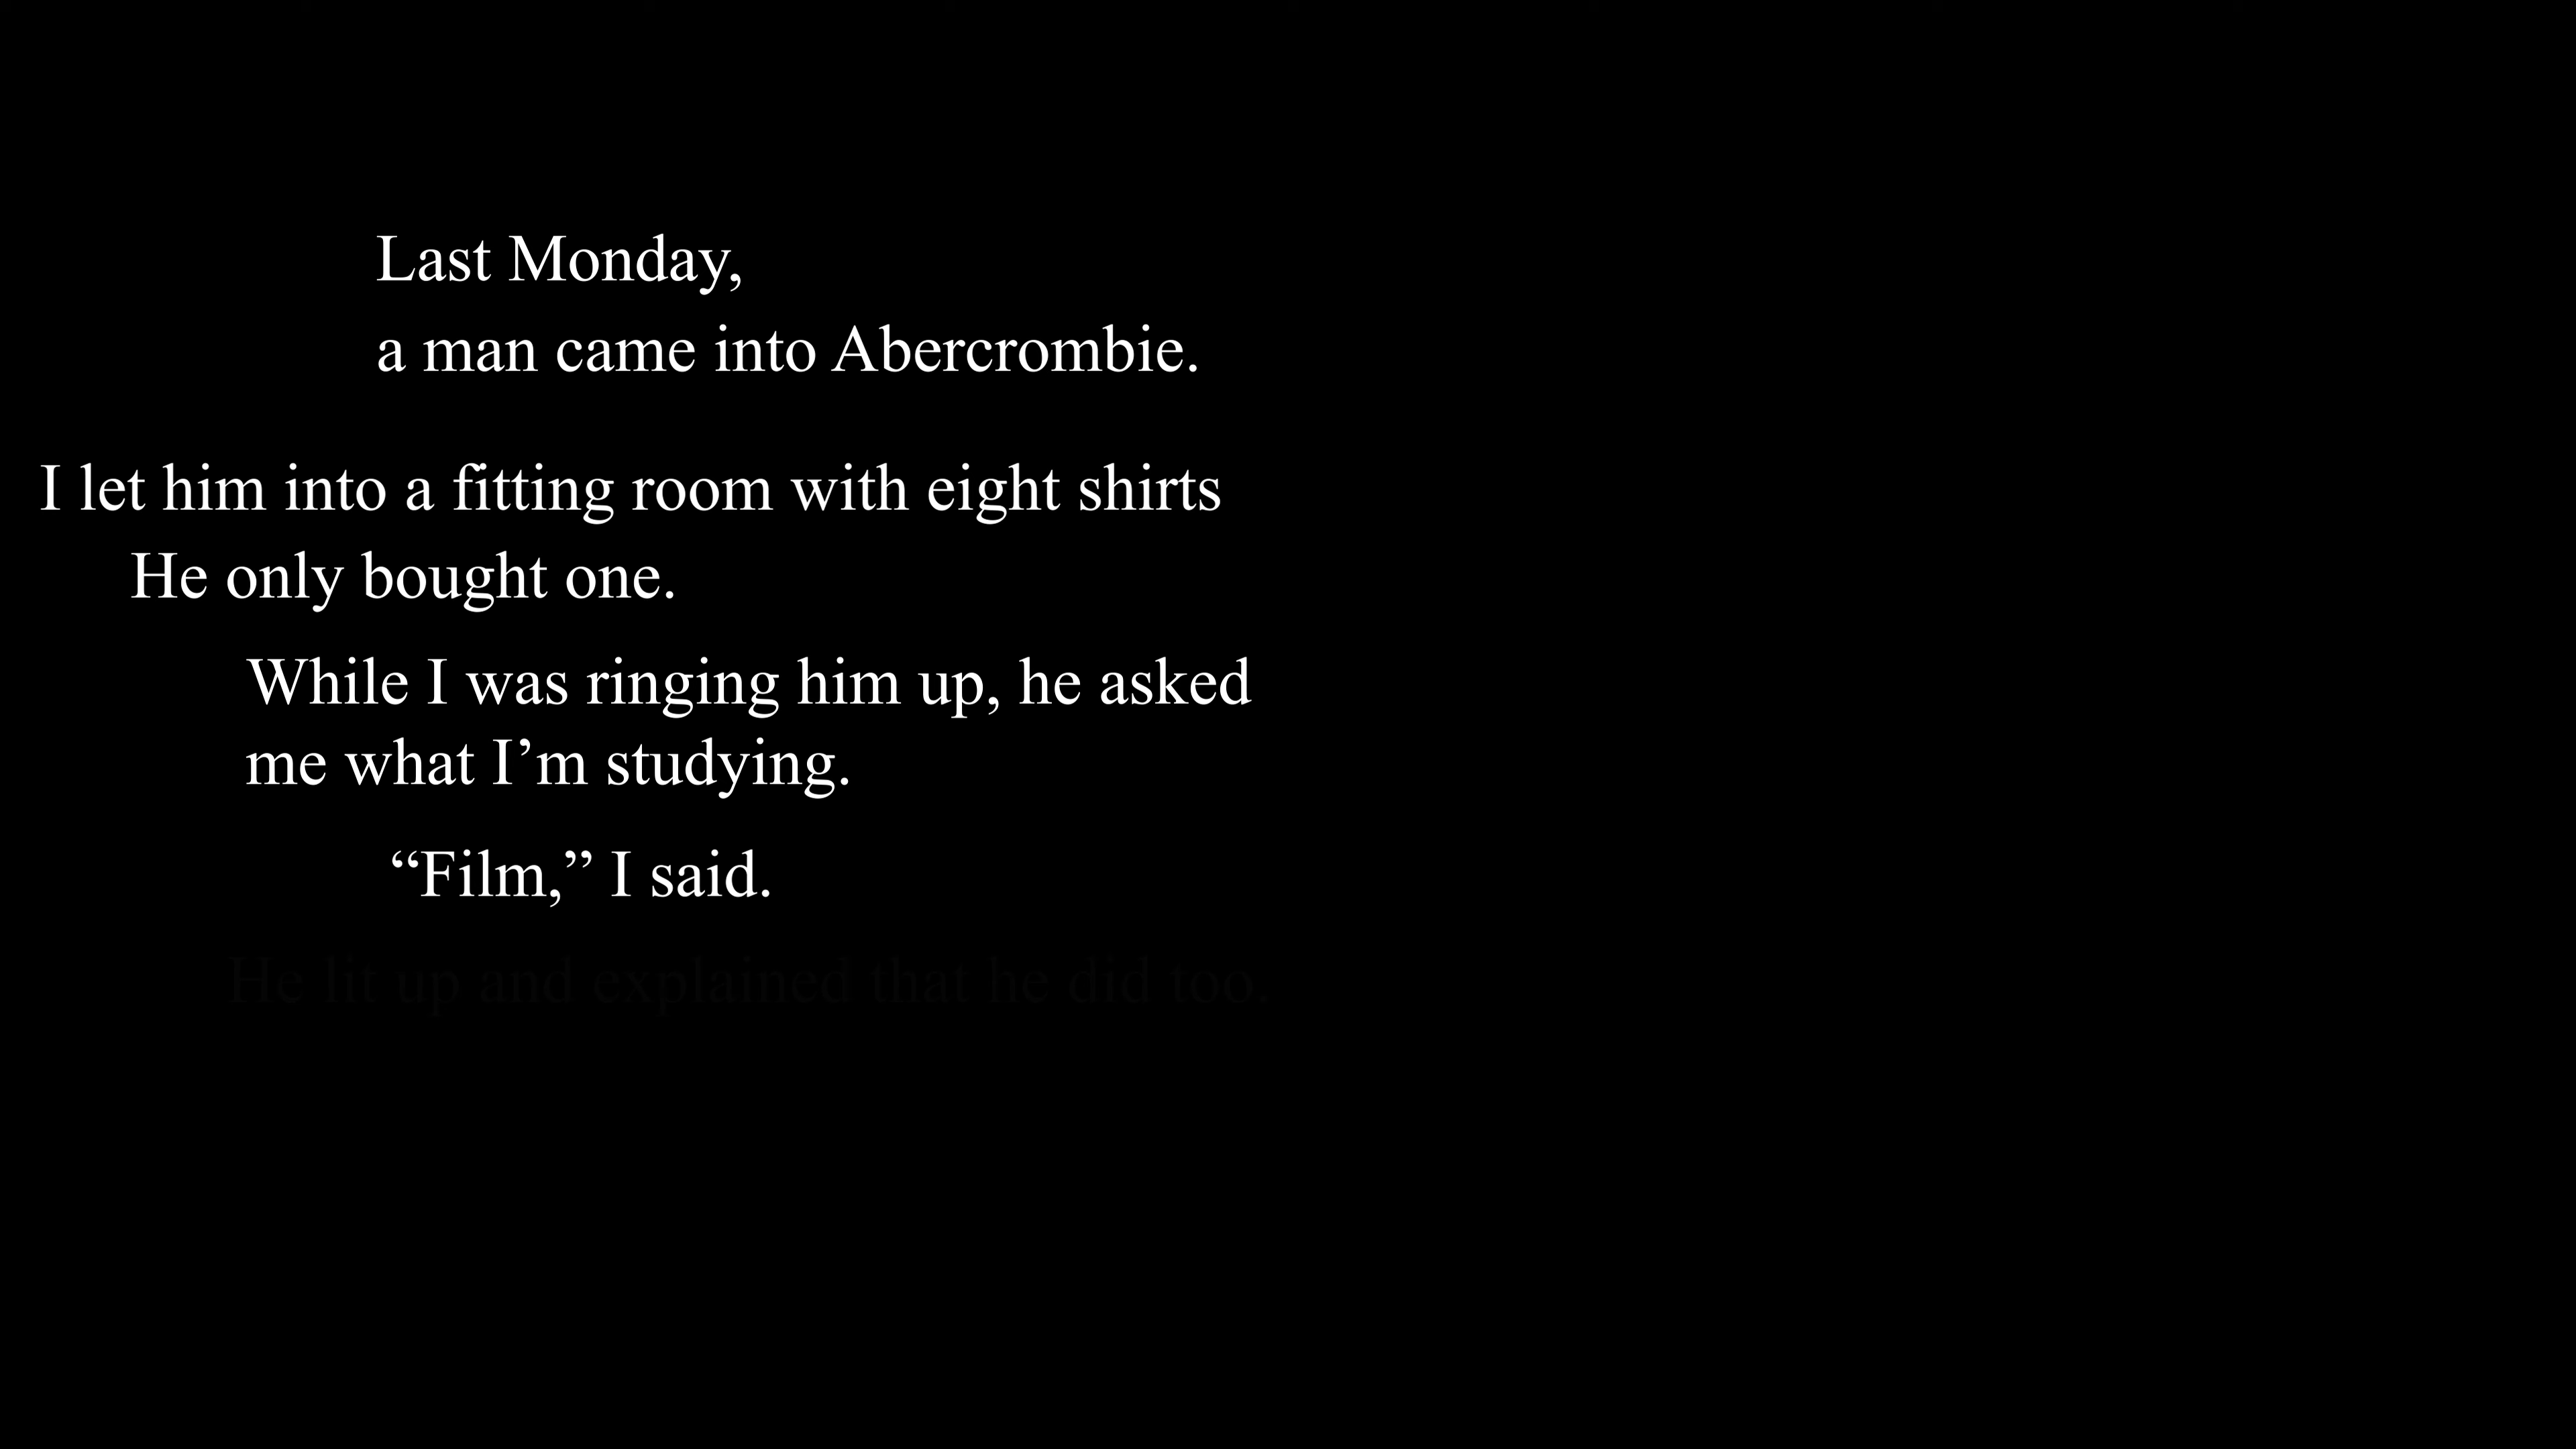 Last Monday,
a man came into Abercrombie.
I let him into a fitting room with eight shirts
He only bought one.
While I was ringing him up, he asked
me what I’m studying.
“Film,” I said.
He lit up and explained that he did too.